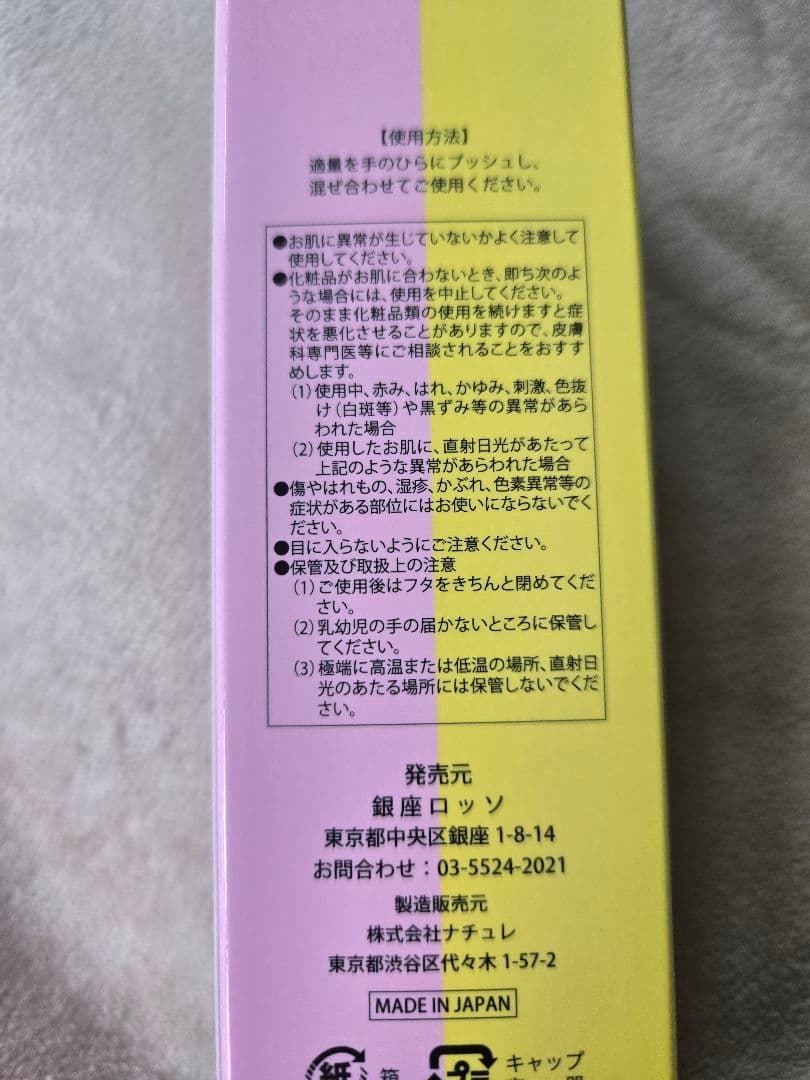 【使用方法】
適量を手のひらにプッシュし、
混ぜ合わせてご使用ください。
●お肌に異常が生じていないかよく注意して
使用してください。
●化粧品がお肌に合わないとき、即ち次のよ
うな場合には、使用を中止してください。
そのまま化粧品類の使用を続けますと症
状を悪化させることがありますので、皮膚
科専門医等にご相談されることをおすす
めします。
(1)使用中、赤み、はれ、かゆみ、刺激、色抜
け(白斑等)や黒ずみ等の異常があら
われた場合
(2)使用したお肌に、直射日光があたって
上記のような異常があらわれた場合
●傷やはれもの、湿疹、かぶれ、色素異常等の
症状がある部位にはお使いにならないでく
ださい。
●目に入らないようにご注意ください。
●保管及び取扱上の注意
(1)ご使用後はフタをきちんと閉めてくだ
さい。
(2)乳幼児の手の届かないところに保管し
てください。
(3)極端に高温または低温の場所、直射日
光のあたる場所には保管しないでくだ
さい。
発売元
銀座ロッソ
東京都中央区銀座1-8-14
お問合わせ:03-5524-2021
製造販売元
株式会社ナチュレ
東京都渋谷区代々木1-57-2
MADE IN JAPAN
紙 箱
プラ キャップ